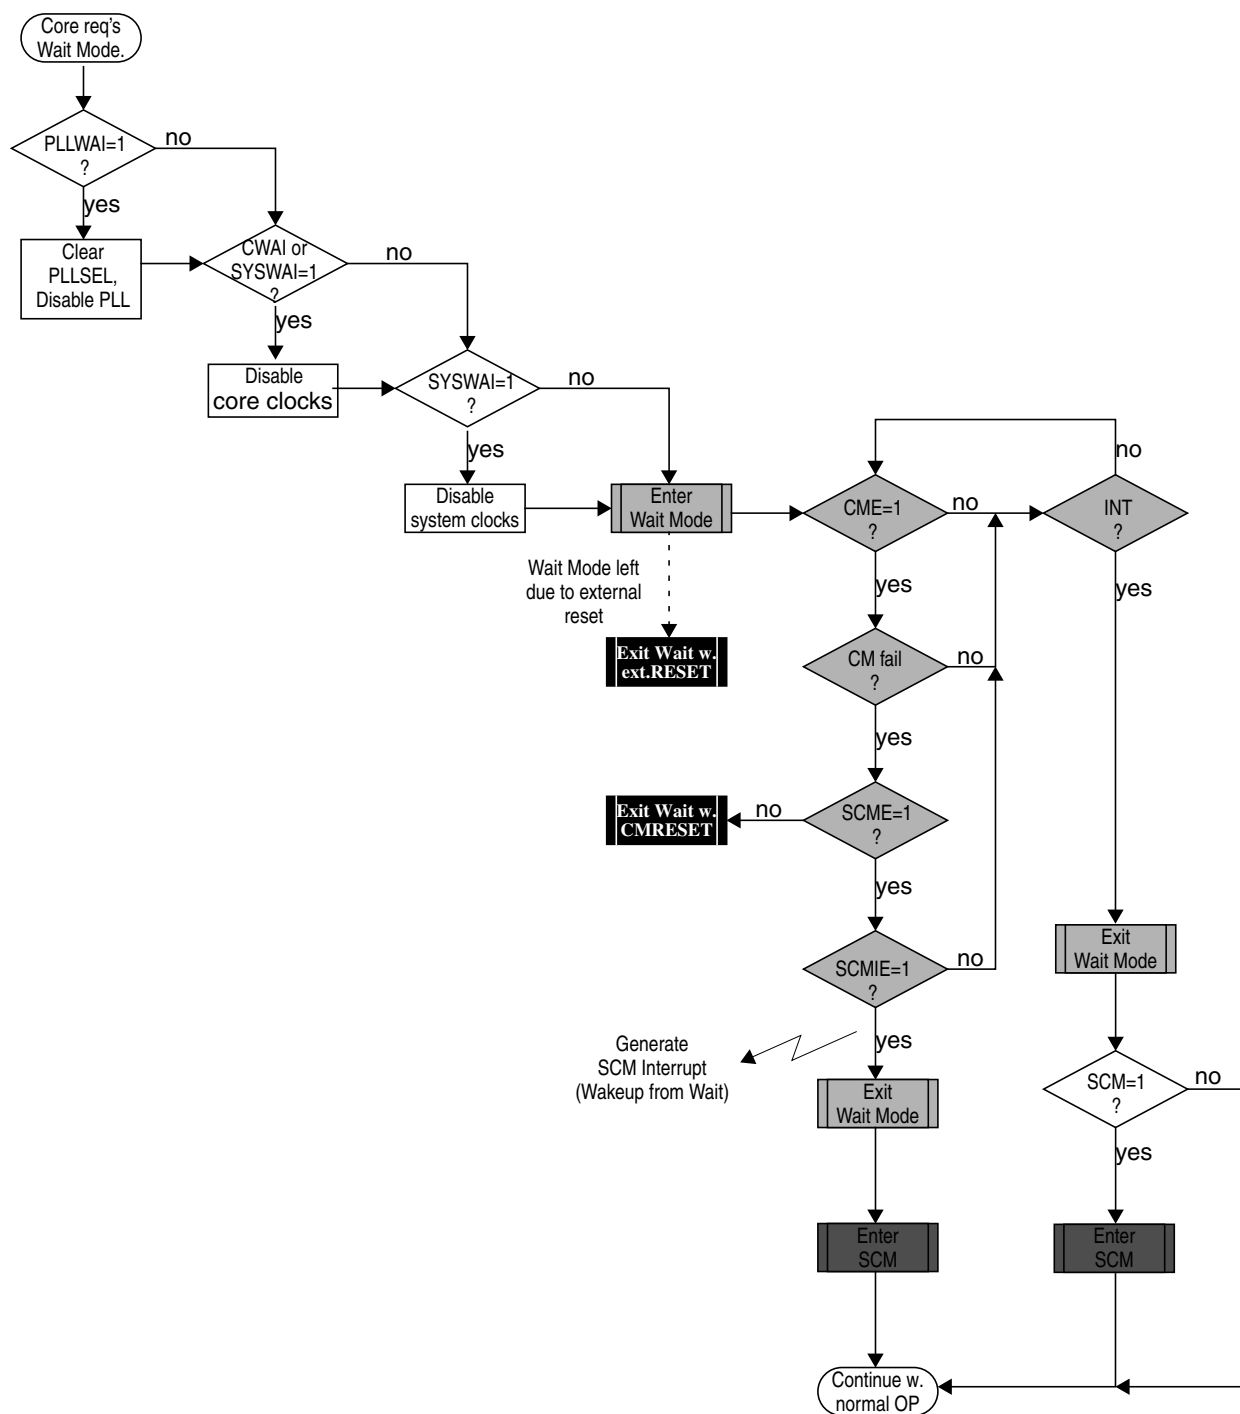 Core req's
Wait Mode.
PLLWAI=1
?
no
yes
Clear
PLLSEL,
Disable PLL
CWAI or
SYSWAI=1
?
no
yes
Disable
core clocks
SYSWAI=1
?
no
yes
Disable
system clocks
Enter
Wait Mode
Wait Mode left
due to external
reset
Exit Wait w.
ext.RESET
CME=1
?
no
yes
INT
?
no
yes
CM fail
?
no
yes
SCME=1
?
no
yes
Exit Wait w.
CMRESET
SCMIE=1
?
no
yes
Generate
SCM Interrupt
(Wakeup from Wait)
Exit
Wait Mode
Enter
SCM
Exit
Wait Mode
SCM=1
?
no
yes
Enter
SCM
Continue w.
normal OP